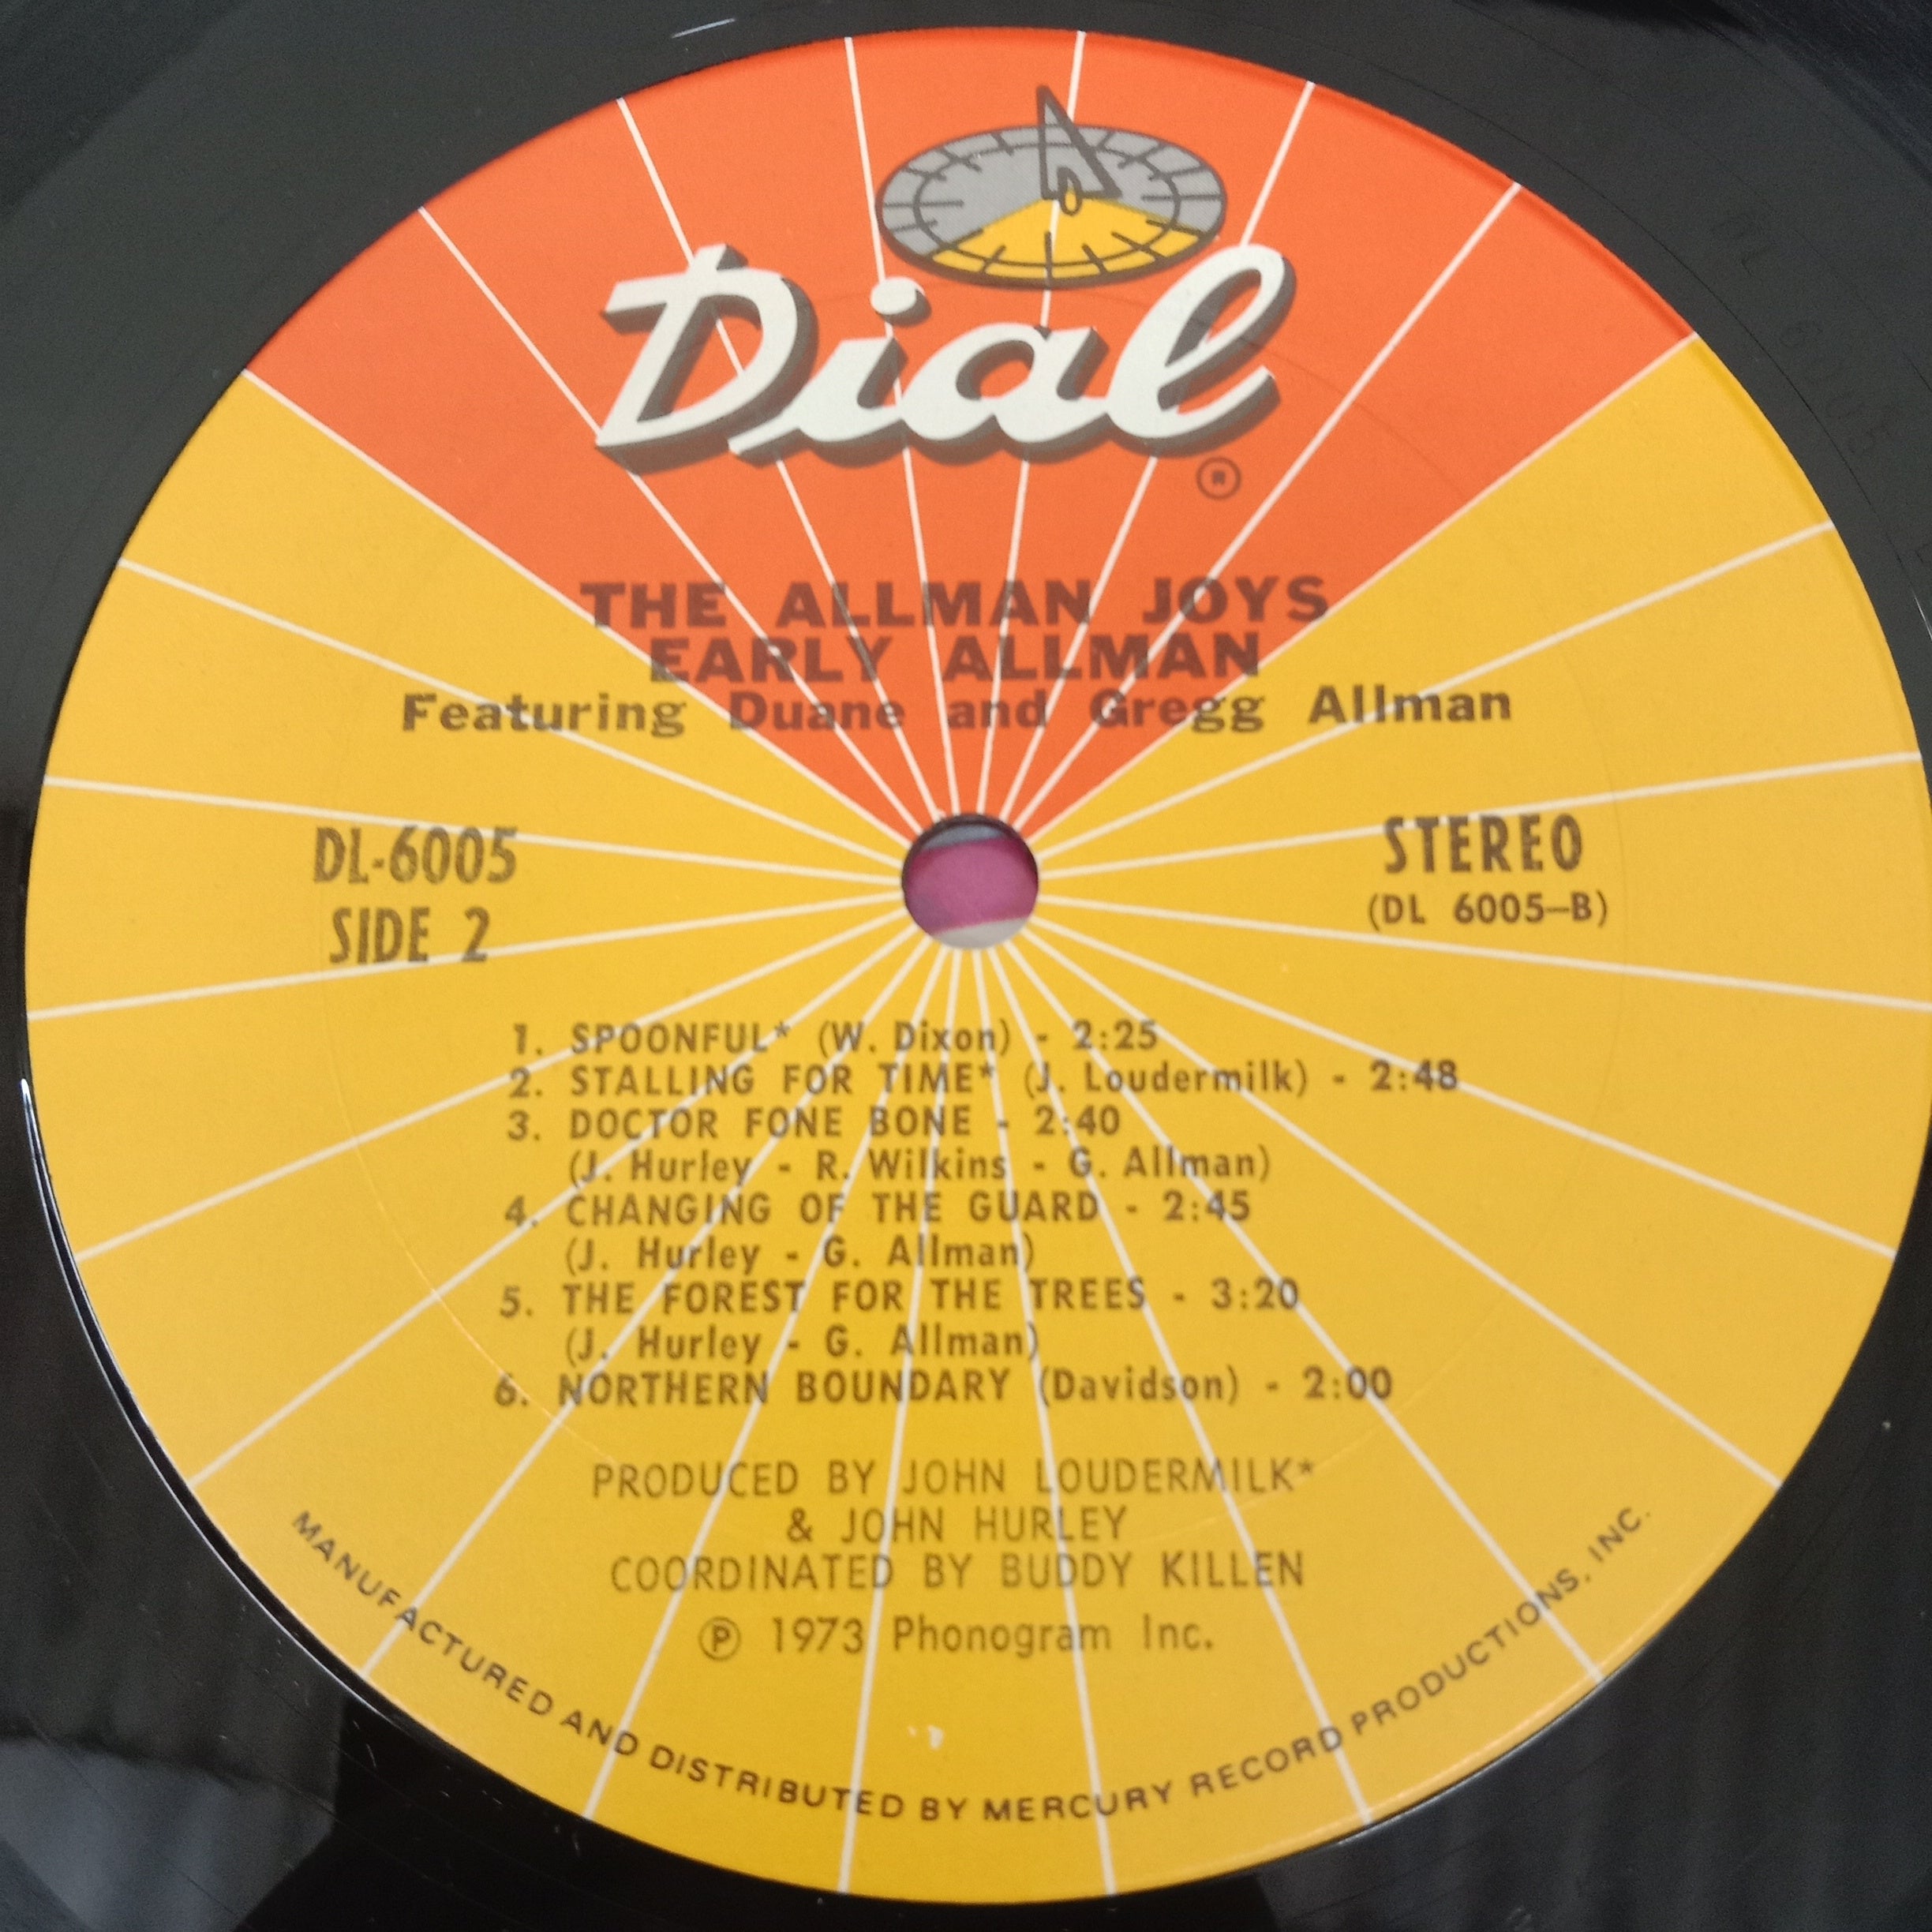 Dial
®
THE ALLMAN JOYS
EARLY ALLMAN
Featuring Duane and Gregg Allman
DL-6005
SIDE 2
STEREO
(DL 6005-B)
1. SPOONFUL* (W. Dixon) - 2:25
2. STALLING FOR TIME* (J. Loudermilk) - 2:48
3. DOCTOR FONE BONE - 2:40
(J. Hurley - R. Wilkins - G. Allman)
4. CHANGING OF THE GUARD - 2:45
(J. Hurley - G. Allman)
5. THE FOREST FOR THE TREES - 3:20
(J. Hurley - G. Allman)
6. NORTHERN BOUNDARY (Davidson) - 2:00
PRODUCED BY JOHN LOUDERMILK*
& JOHN HURLEY
COORDINATED BY BUDDY KILLEN
℗ 1973 Phonogram Inc.
MANUFACTURED AND DISTRIBUTED BY MERCURY RECORD PRODUCTIONS, INC.